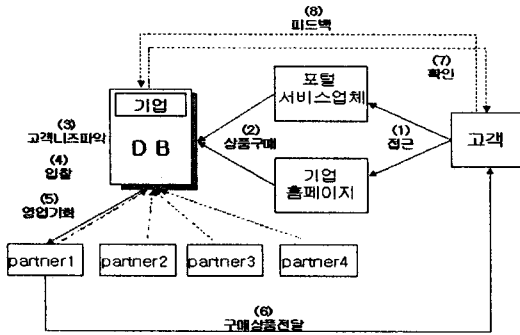 (8)
피드백
(7)
확인
기업
D B
포털
서비스업체
(3)
고객니즈파악
(2)
상품구매
(1)
접근
고객
(4)
입찰
기업
홈페이지
(5)
영업기회
partner1
partner2
partner3
partner4
(6)
구매상품전달